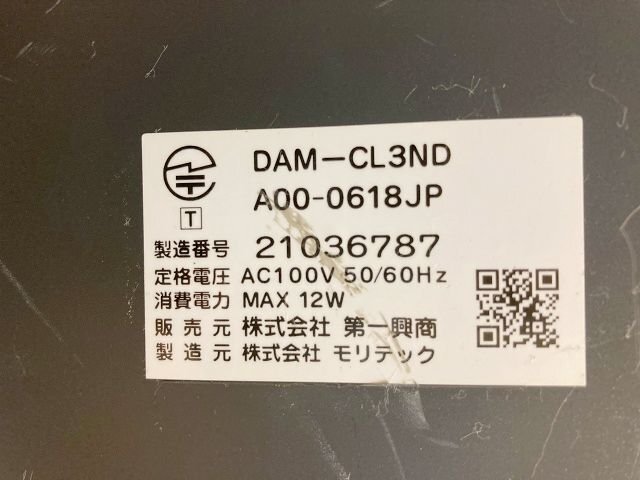 DAM-CL3ND
T A00-0618JP
製造番号 21036787
定格電圧 AC100V 50/60Hz
消費電力 MAX 12W
販売元 株式会社 第一興商
製造元 株式会社 モリテック